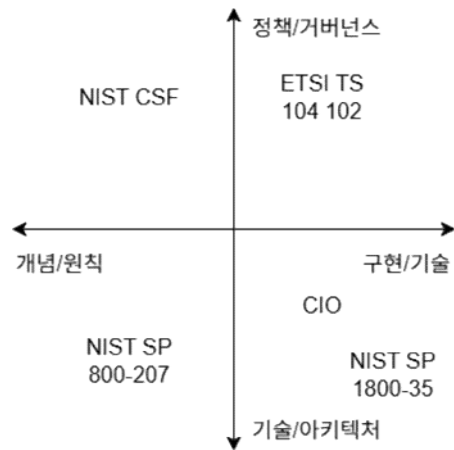 정책/거버넌스
NIST CSF
ETSI TS
104 102
개념/원칙
구현/기술
CIO
NIST SP
800-207
NIST SP
1800-35
기술/아키텍처